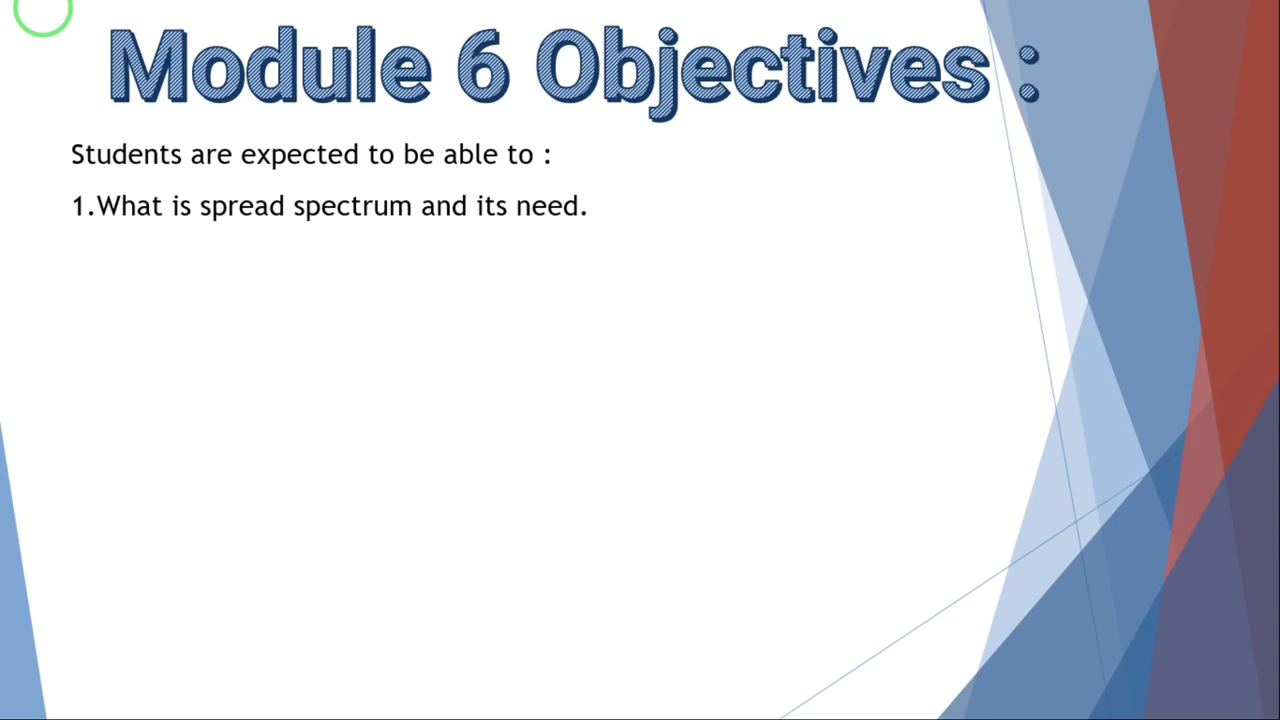 Module 6 Objectives :
Students are expected to be able to :
1.What is spread spectrum and its need.